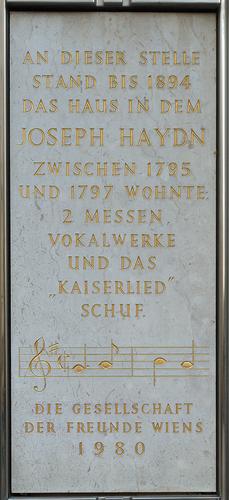 AN DIESER STELLE
STAND BIS 1894
DAS HAUS IN DEM
JOSEPH HAYDN
ZWISCHEN 1795
UND 1797 WOHNTE
2 MESSEN,
VOKALWERKE
UND DAS
„KAISERLIED”
SCHUF.
DIE GESELLSCHAFT
DER FREUNDE WIENS
1980